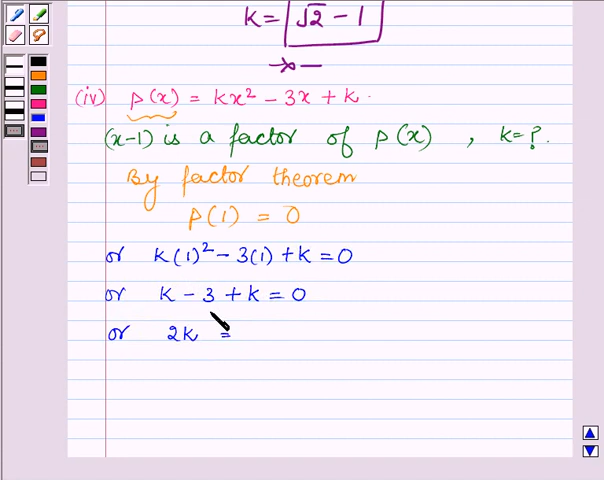 k = √2 - 1
(iv) p(x) = kx² - 3x + k.
(x-1) is a factor of p(x) , k=?.
By factor theorem
p(1) = 0
or k(1)² - 3(1) + k = 0
or k - 3 + k = 0
or 2k =